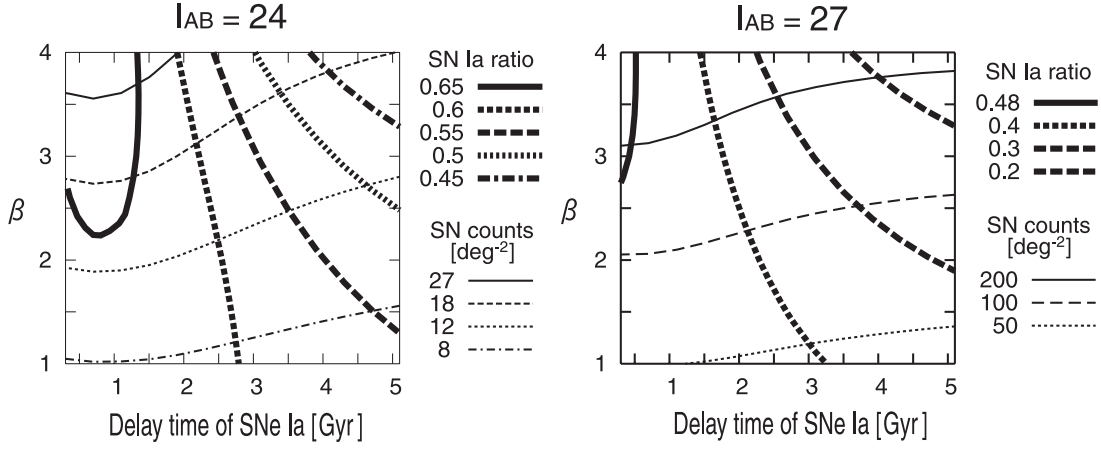 I_AB = 24
4
3
2
1
β
1
2
3
4
5
Delay time of SNe Ia [Gyr]
SN Ia ratio
0.65
0.6
0.55
0.5
0.45
SN counts
[deg⁻²]
27
18
12
8
I_AB = 27
4
3
2
1
β
1
2
3
4
5
Delay time of SNe Ia [Gyr]
SN Ia ratio
0.48
0.4
0.3
0.2
SN counts
[deg⁻²]
200
100
50